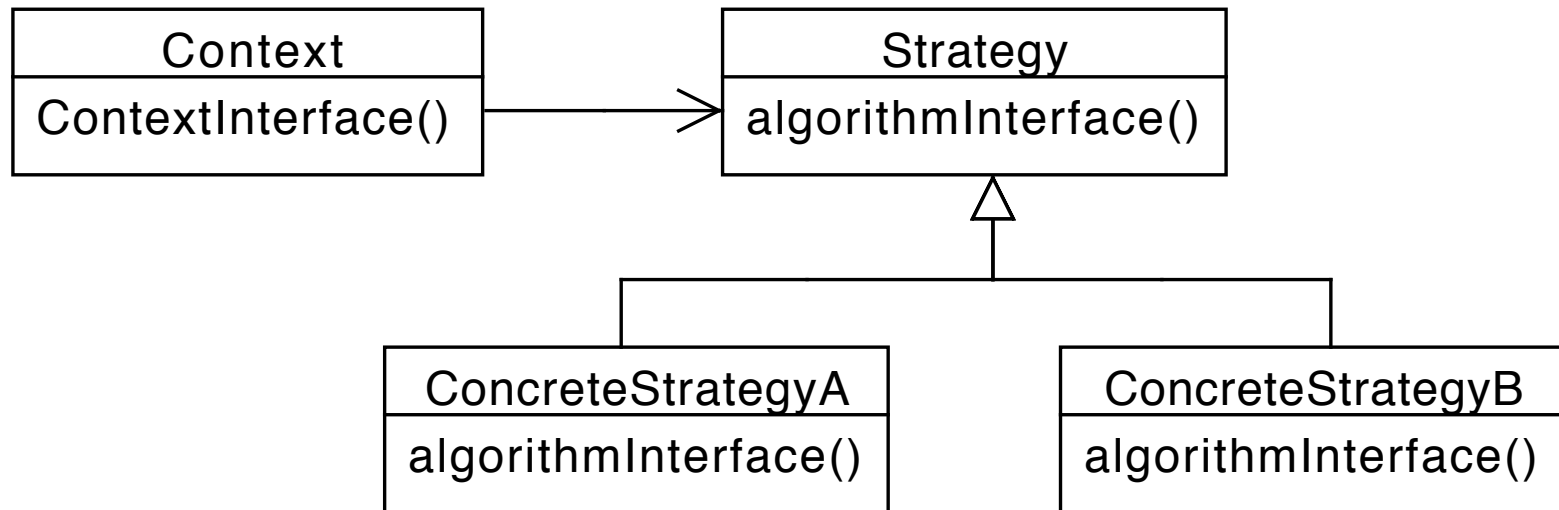 Context
ContextInterface()
Strategy
algorithmInterface()
ConcreteStrategyA
algorithmInterface()
ConcreteStrategyB
algorithmInterface()